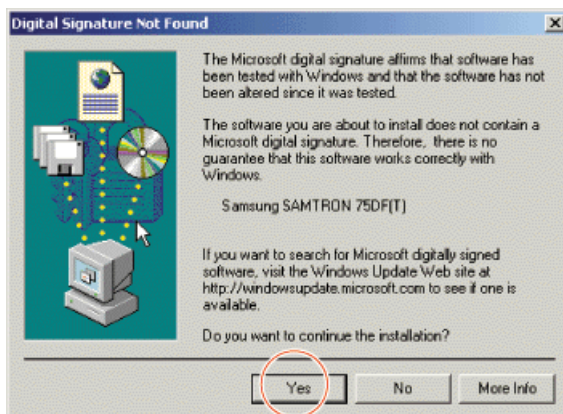 Digital Signature Not Found
The Microsoft digital signature affirms that software has
been tested with Windows and that the software has not
been altered since it was tested.
The software you are about to install does not contain a
Microsoft digital signature. Therefore, there is no
guarantee that this software works correctly with
Windows.
Samsung SAMTRON 75DF(T)
If you want to search for Microsoft digitally signed
software, visit the Windows Update Web site at
http://windowsupdate.microsoft.com to see if one is
available.
Do you want to continue the installation?
Yes No More Info